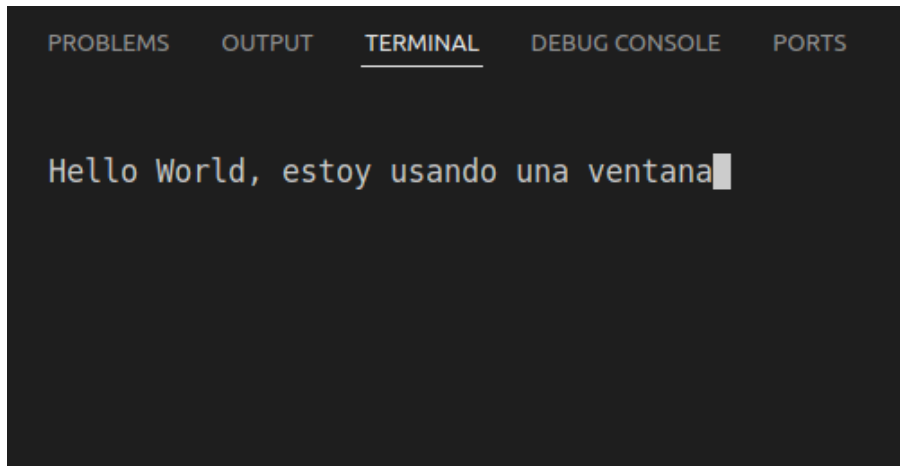 PROBLEMS OUTPUT TERMINAL DEBUG CONSOLE PORTS
Hello World, estoy usando una ventana